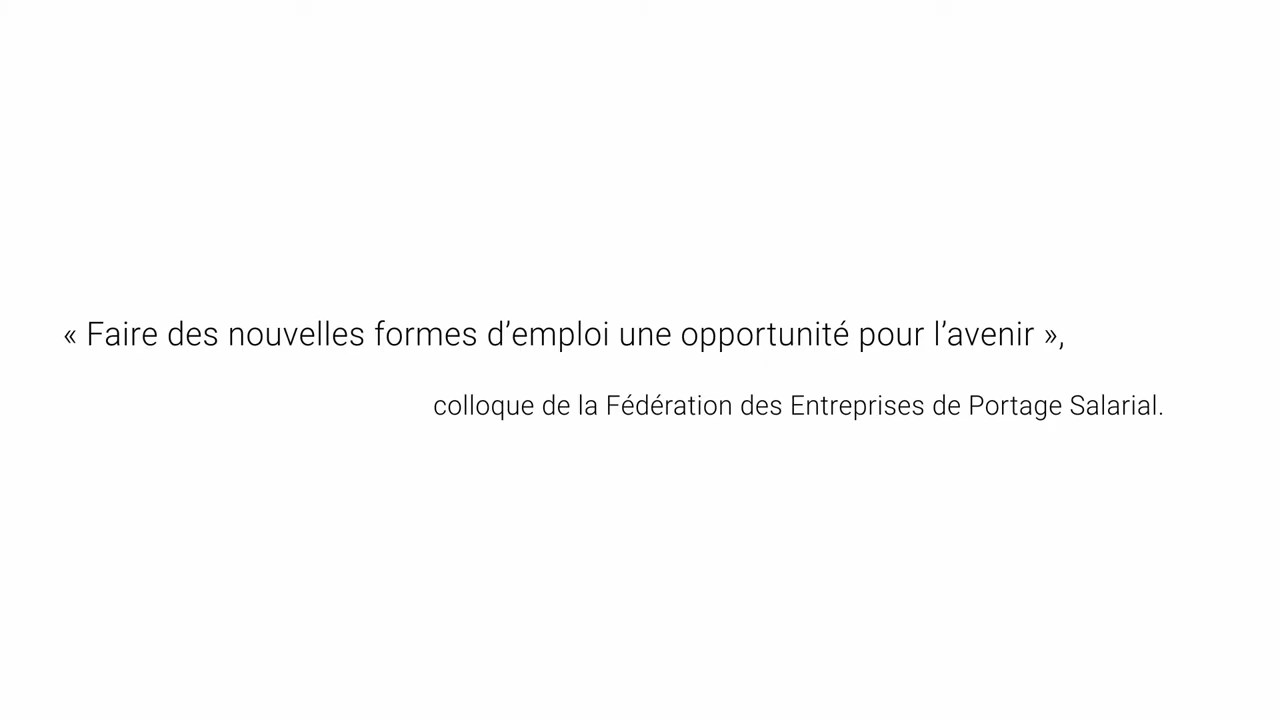 « Faire des nouvelles formes d’emploi une opportunité pour l’avenir »,
colloque de la Fédération des Entreprises de Portage Salarial.